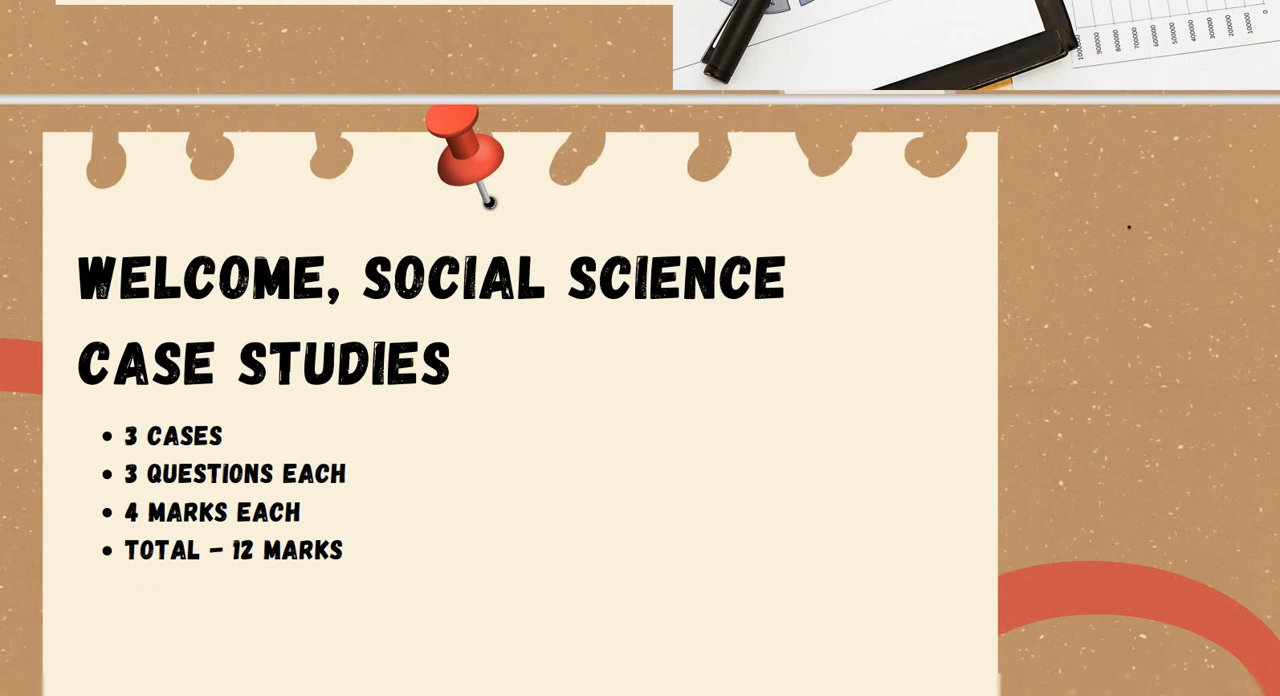 WELCOME, SOCIAL SCIENCE
CASE STUDIES
• 3 CASES
• 3 QUESTIONS EACH
• 4 MARKS EACH
• TOTAL – 12 MARKS